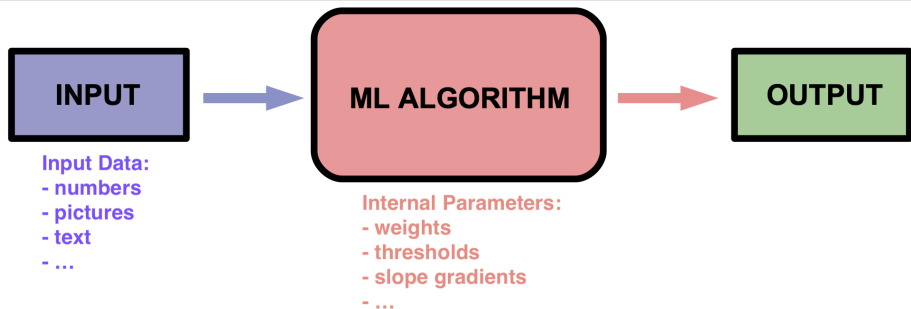 INPUT
ML ALGORITHM
OUTPUT
Input Data:
- numbers
- pictures
- text
- ...
Internal Parameters:
- weights
- thresholds
- slope gradients
- ...